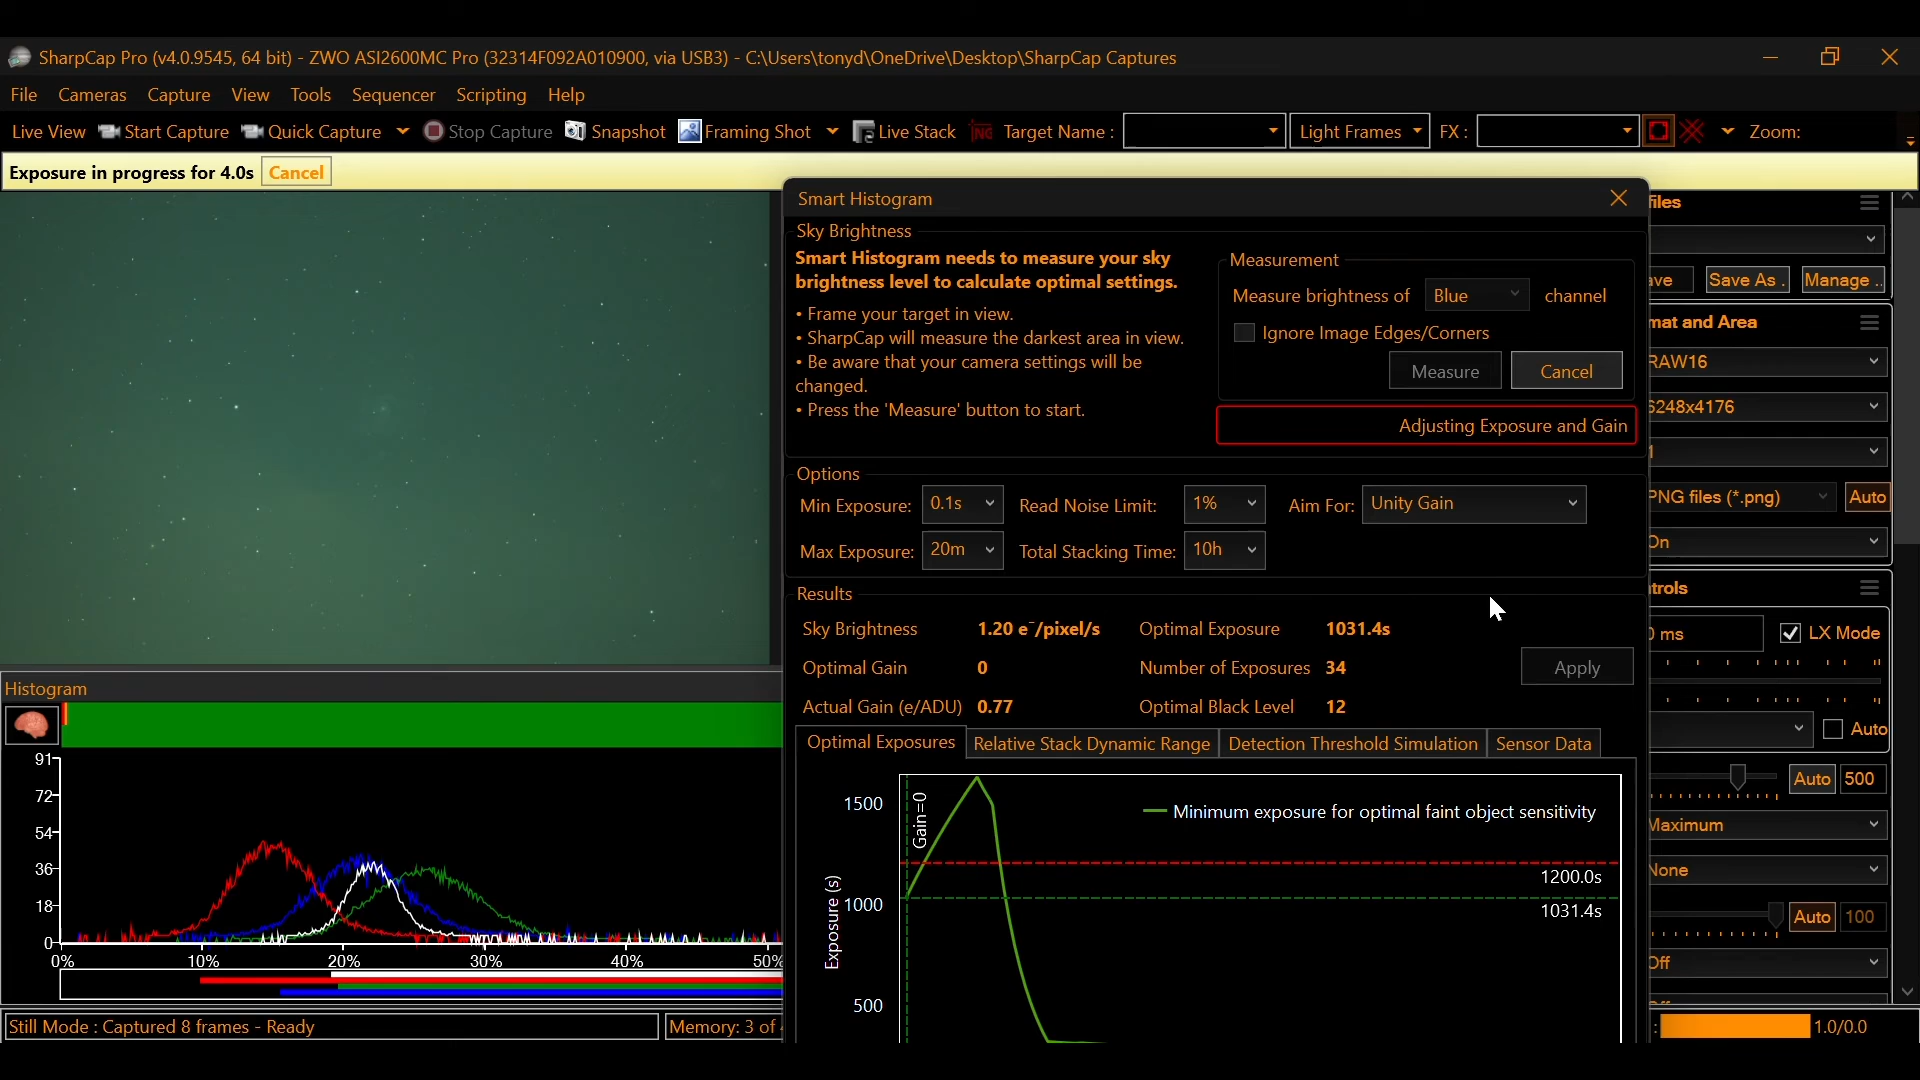 SharpCap Pro (v4.0.9545, 64 bit) - ZWO ASI2600MC Pro (32314F092A010900, via USB3) - C:\Users\tonyd\OneDrive\Desktop\SharpCap Captures
File Cameras Capture View Tools Sequencer Scripting Help
Live View Start Capture Quick Capture Stop Capture Snapshot Framing Shot Live Stack Target Name : Light Frames FX : Zoom:
Exposure in progress for 4.0s Cancel
Smart Histogram
files
Sky Brightness
Smart Histogram needs to measure your sky
brightness level to calculate optimal settings.
• Frame your target in view.
• SharpCap will measure the darkest area in view.
• Be aware that your camera settings will be
changed.
• Press the 'Measure' button to start.
Measurement
Measure brightness of Blue channel
Ignore Image Edges/Corners
Measure Cancel
Adjusting Exposure and Gain
ave Save As . Manage ..
mat and Area
RAW16
6248x4176
1
PNG files (*.png) Auto
On
Options
Min Exposure: 0.1s Read Noise Limit: 1% Aim For: Unity Gain
Max Exposure: 20m Total Stacking Time: 10h
Results
Sky Brightness 1.20 e⁻/pixel/s Optimal Exposure 1031.4s
Optimal Gain 0 Number of Exposures 34 Apply
Actual Gain (e/ADU) 0.77 Optimal Black Level 12
Optimal Exposures Relative Stack Dynamic Range Detection Threshold Simulation Sensor Data
Exposure (s)
1500
1000
500
Gain=0
Minimum exposure for optimal faint object sensitivity
1200.0s
1031.4s
trols
0 ms LX Mode
Auto
Auto 500
Maximum
None
Auto 100
Off
Histogram
91
72
54
36
18
0
0% 10% 20% 30% 40% 50%
Still Mode : Captured 8 frames - Ready Memory: 3 of
: 1.0/0.0